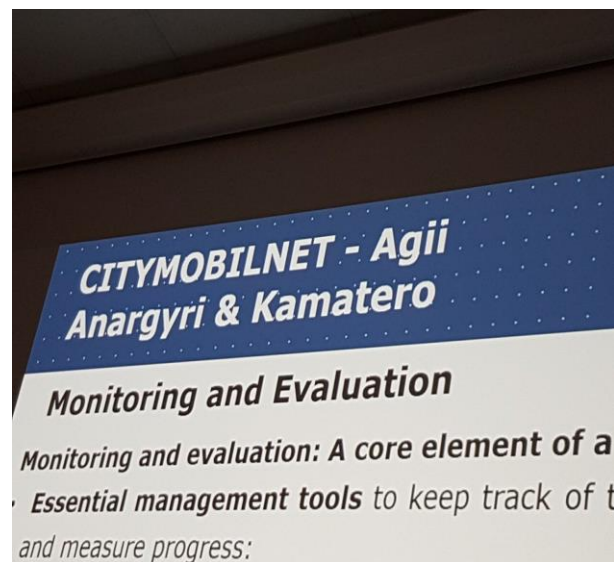 CITYMOBILNET - Agii
Anargyri & Kamatero
Monitoring and Evaluation
Monitoring and evaluation: A core element of a
· Essential management tools to keep track of t
and measure progress: